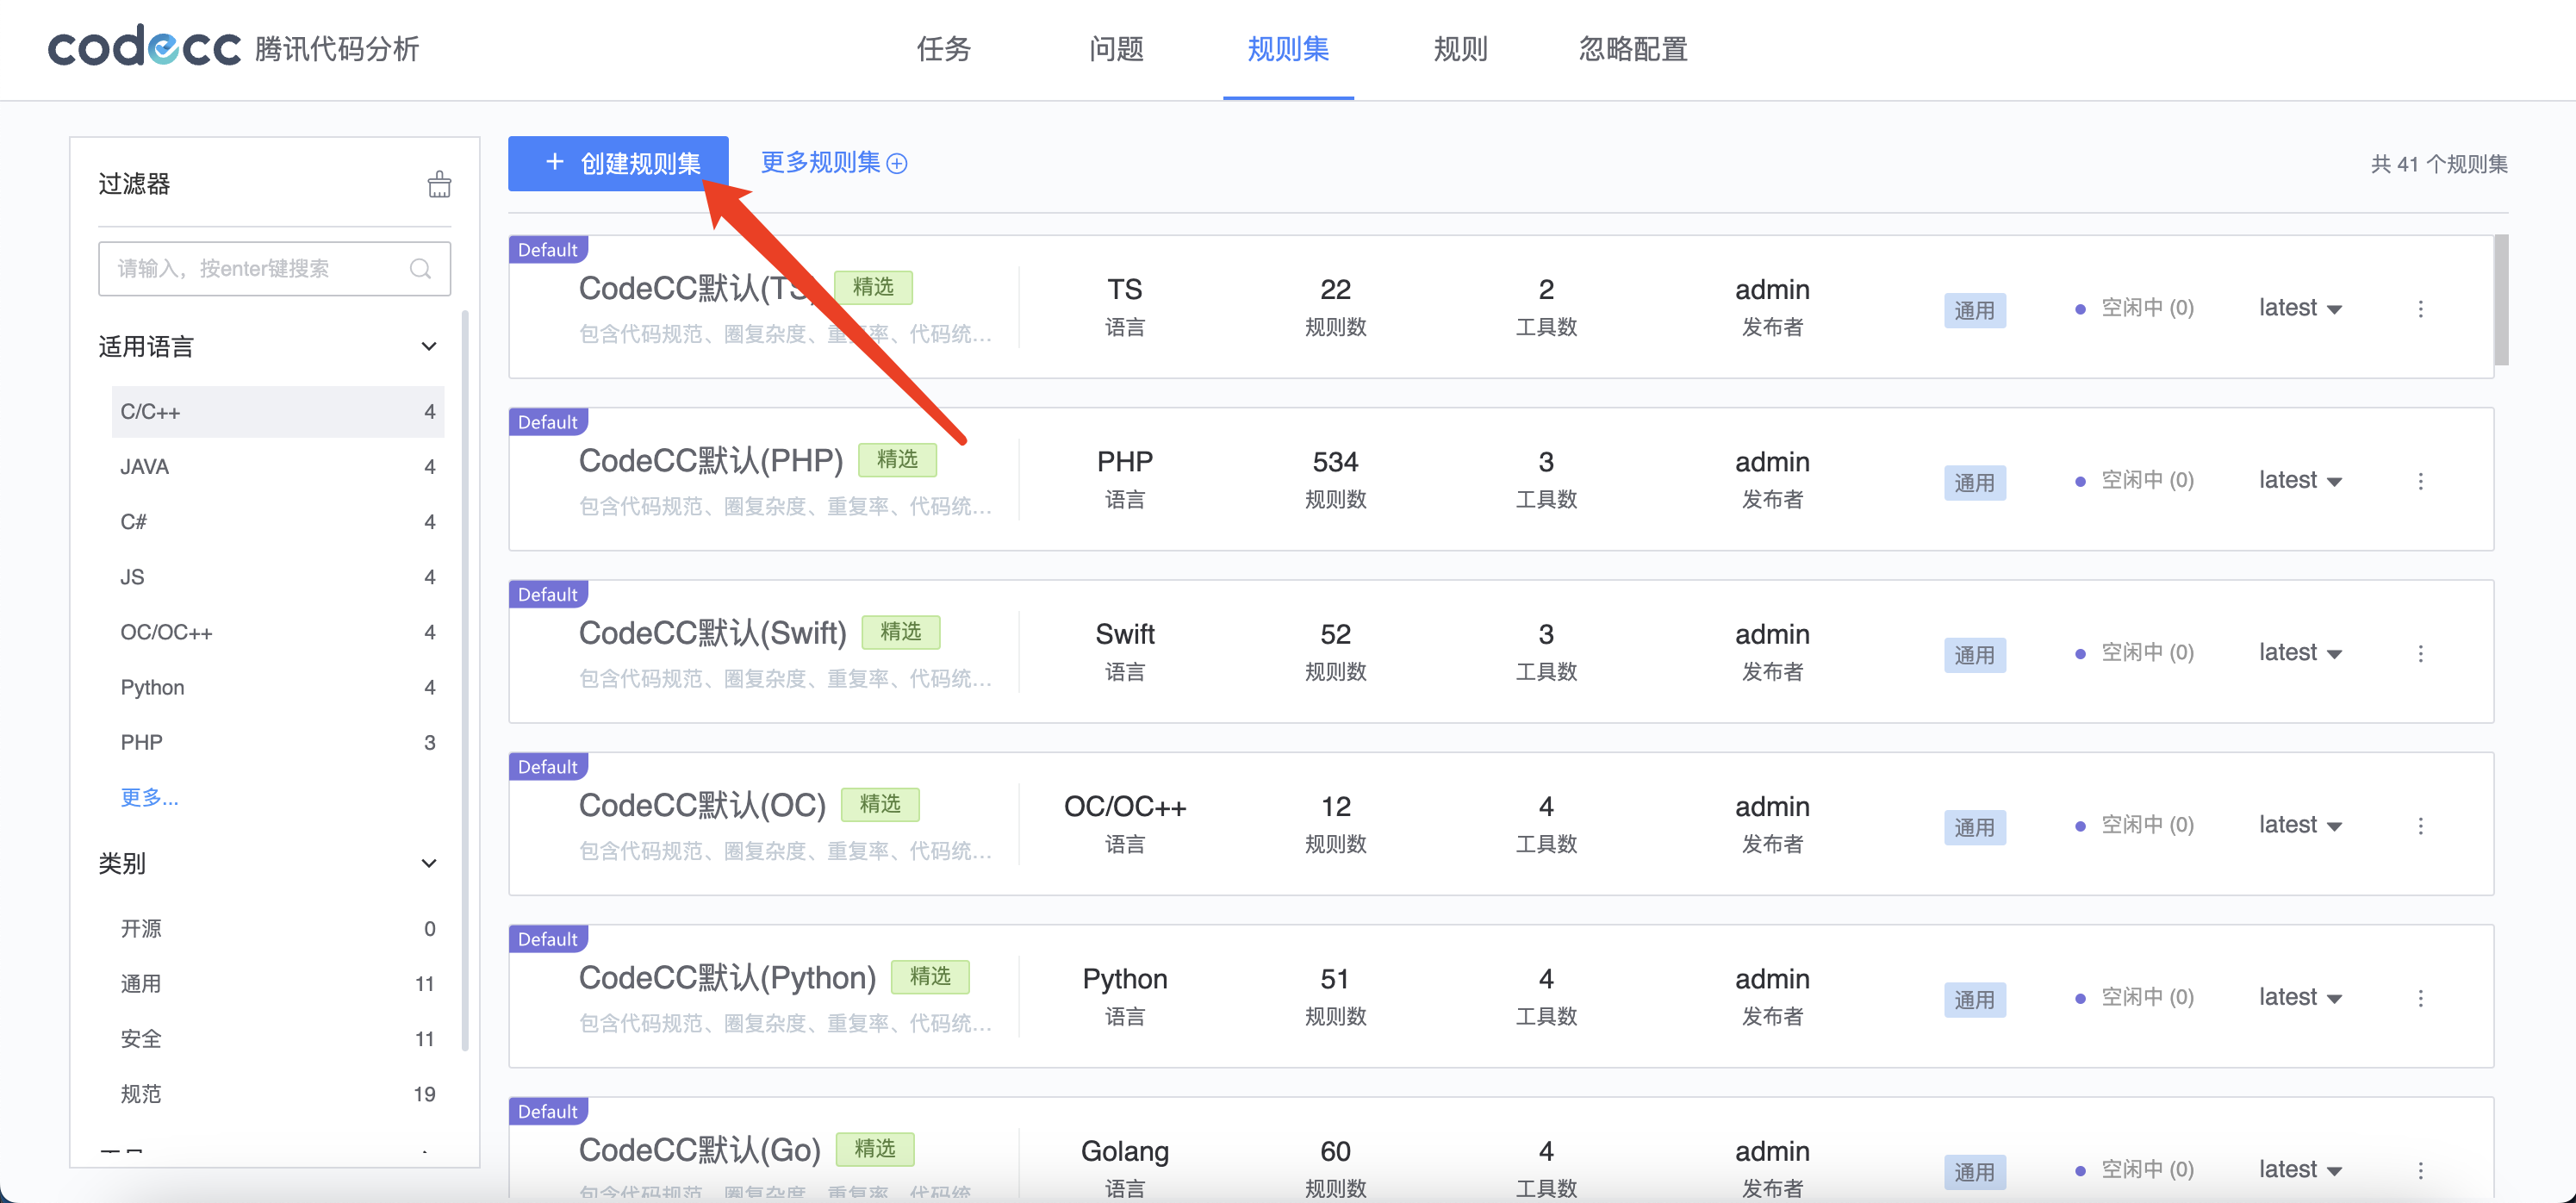 codecc 腾讯代码分析
任务 问题 规则集 规则 忽略配置
过滤器
请输入，按enter键搜索
适用语言
C/C++ 4
JAVA 4
C# 4
JS 4
OC/OC++ 4
Python 4
PHP 3
更多...
类别
开源 0
通用 11
安全 11
规范 19
+ 创建规则集 更多规则集
共 41 个规则集
Default
CodeCC默认(TS) 精选
包含代码规范、圈复杂度、重复率、代码统...
TS 22 2 admin
语言 规则数 工具数 发布者
通用 空闲中 (0) latest
Default
CodeCC默认(PHP) 精选
包含代码规范、圈复杂度、重复率、代码统...
PHP 534 3 admin
语言 规则数 工具数 发布者
通用 空闲中 (0) latest
Default
CodeCC默认(Swift) 精选
包含代码规范、圈复杂度、重复率、代码统...
Swift 52 3 admin
语言 规则数 工具数 发布者
通用 空闲中 (0) latest
Default
CodeCC默认(OC) 精选
包含代码规范、圈复杂度、重复率、代码统...
OC/OC++ 12 4 admin
语言 规则数 工具数 发布者
通用 空闲中 (0) latest
Default
CodeCC默认(Python) 精选
包含代码规范、圈复杂度、重复率、代码统...
Python 51 4 admin
语言 规则数 工具数 发布者
通用 空闲中 (0) latest
Default
CodeCC默认(Go) 精选
包含代码规范、圈复杂度、重复率、代码统...
Golang 60 4 admin
语言 规则数 工具数 发布者
通用 空闲中 (0) latest